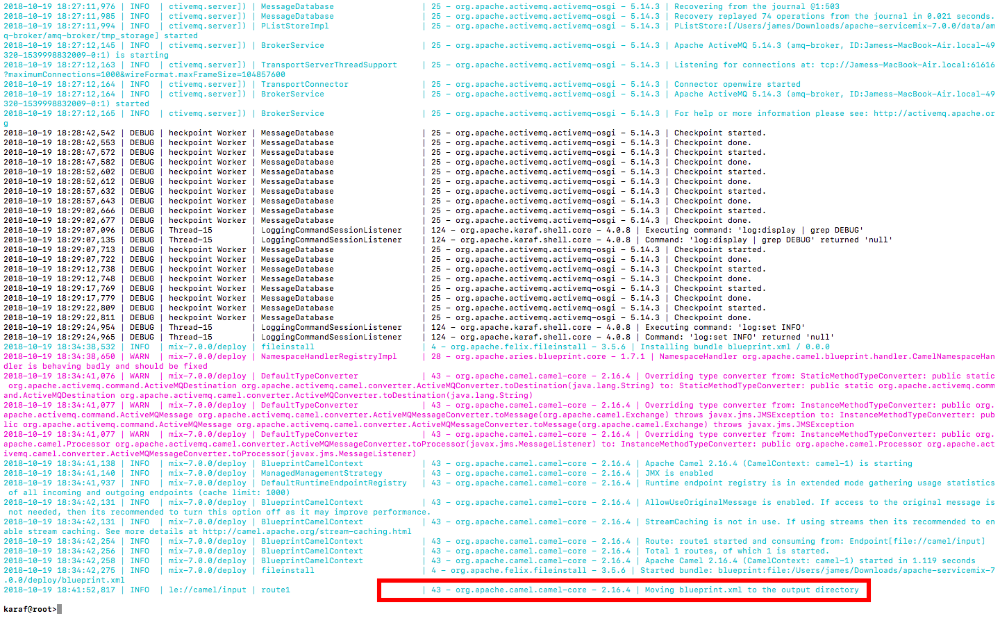 2018-10-19 18:27:11,976 | INFO  | ctivemq.server]) | MessageDatabase                  | 25 - org.apache.activemq.activemq-osgi - 5.14.3 | Recovering from the journal @1:503
2018-10-19 18:27:11,985 | INFO  | ctivemq.server]) | MessageDatabase                  | 25 - org.apache.activemq.activemq-osgi - 5.14.3 | Recovery replayed 74 operations from the journal in 0.021 seconds.
2018-10-19 18:27:11,994 | INFO  | ctivemq.server]) | PListStoreImpl                   | 25 - org.apache.activemq.activemq-osgi - 5.14.3 | PListStore:[/Users/james/Downloads/apache-servicemix-7.0.0/data/am
q-broker/amq-broker/tmp_storage] started
2018-10-19 18:27:12,145 | INFO  | ctivemq.server]) | BrokerService                    | 25 - org.apache.activemq.activemq-osgi - 5.14.3 | Apache ActiveMQ 5.14.3 (amq-broker, ID:Jamess-MacBook-Air.local-49
320-1539998832009-0:1) is starting
2018-10-19 18:27:12,163 | INFO  | ctivemq.server]) | TransportServerThreadSupport     | 25 - org.apache.activemq.activemq-osgi - 5.14.3 | Listening for connections at: tcp://Jamess-MacBook-Air.local:61616
?maximumConnections=1000&wireFormat.maxFrameSize=104857600
2018-10-19 18:27:12,164 | INFO  | ctivemq.server]) | TransportConnector               | 25 - org.apache.activemq.activemq-osgi - 5.14.3 | Connector openwire started
2018-10-19 18:27:12,164 | INFO  | ctivemq.server]) | BrokerService                    | 25 - org.apache.activemq.activemq-osgi - 5.14.3 | Apache ActiveMQ 5.14.3 (amq-broker, ID:Jamess-MacBook-Air.local-49
320-1539998832009-0:1) started
2018-10-19 18:27:12,165 | INFO  | ctivemq.server]) | BrokerService                    | 25 - org.apache.activemq.activemq-osgi - 5.14.3 | For help or more information please see: http://activemq.apache.or
g
2018-10-19 18:28:42,542 | DEBUG | heckpoint Worker | MessageDatabase                  | 25 - org.apache.activemq.activemq-osgi - 5.14.3 | Checkpoint started.
2018-10-19 18:28:42,553 | DEBUG | heckpoint Worker | MessageDatabase                  | 25 - org.apache.activemq.activemq-osgi - 5.14.3 | Checkpoint done.
2018-10-19 18:28:47,572 | DEBUG | heckpoint Worker | MessageDatabase                  | 25 - org.apache.activemq.activemq-osgi - 5.14.3 | Checkpoint started.
2018-10-19 18:28:47,582 | DEBUG | heckpoint Worker | MessageDatabase                  | 25 - org.apache.activemq.activemq-osgi - 5.14.3 | Checkpoint done.
2018-10-19 18:28:52,602 | DEBUG | heckpoint Worker | MessageDatabase                  | 25 - org.apache.activemq.activemq-osgi - 5.14.3 | Checkpoint started.
2018-10-19 18:28:52,612 | DEBUG | heckpoint Worker | MessageDatabase                  | 25 - org.apache.activemq.activemq-osgi - 5.14.3 | Checkpoint done.
2018-10-19 18:28:57,632 | DEBUG | heckpoint Worker | MessageDatabase                  | 25 - org.apache.activemq.activemq-osgi - 5.14.3 | Checkpoint started.
2018-10-19 18:28:57,643 | DEBUG | heckpoint Worker | MessageDatabase                  | 25 - org.apache.activemq.activemq-osgi - 5.14.3 | Checkpoint done.
2018-10-19 18:29:02,666 | DEBUG | heckpoint Worker | MessageDatabase                  | 25 - org.apache.activemq.activemq-osgi - 5.14.3 | Checkpoint started.
2018-10-19 18:29:02,677 | DEBUG | heckpoint Worker | MessageDatabase                  | 25 - org.apache.activemq.activemq-osgi - 5.14.3 | Checkpoint done.
2018-10-19 18:29:07,096 | DEBUG | Thread-15        | LoggingCommandSessionListener    | 124 - org.apache.karaf.shell.core - 4.0.8 | Executing command: 'log:display | grep DEBUG'
2018-10-19 18:29:07,135 | DEBUG | Thread-15        | LoggingCommandSessionListener    | 124 - org.apache.karaf.shell.core - 4.0.8 | Command: 'log:display | grep DEBUG' returned 'null'
2018-10-19 18:29:07,713 | DEBUG | heckpoint Worker | MessageDatabase                  | 25 - org.apache.activemq.activemq-osgi - 5.14.3 | Checkpoint started.
2018-10-19 18:29:07,722 | DEBUG | heckpoint Worker | MessageDatabase                  | 25 - org.apache.activemq.activemq-osgi - 5.14.3 | Checkpoint done.
2018-10-19 18:29:12,738 | DEBUG | heckpoint Worker | MessageDatabase                  | 25 - org.apache.activemq.activemq-osgi - 5.14.3 | Checkpoint started.
2018-10-19 18:29:12,748 | DEBUG | heckpoint Worker | MessageDatabase                  | 25 - org.apache.activemq.activemq-osgi - 5.14.3 | Checkpoint done.
2018-10-19 18:29:17,769 | DEBUG | heckpoint Worker | MessageDatabase                  | 25 - org.apache.activemq.activemq-osgi - 5.14.3 | Checkpoint started.
2018-10-19 18:29:17,779 | DEBUG | heckpoint Worker | MessageDatabase                  | 25 - org.apache.activemq.activemq-osgi - 5.14.3 | Checkpoint done.
2018-10-19 18:29:22,809 | DEBUG | heckpoint Worker | MessageDatabase                  | 25 - org.apache.activemq.activemq-osgi - 5.14.3 | Checkpoint started.
2018-10-19 18:29:22,811 | DEBUG | heckpoint Worker | MessageDatabase                  | 25 - org.apache.activemq.activemq-osgi - 5.14.3 | Checkpoint done.
2018-10-19 18:29:24,954 | DEBUG | Thread-15        | LoggingCommandSessionListener    | 124 - org.apache.karaf.shell.core - 4.0.8 | Executing command: 'log:set INFO'
2018-10-19 18:29:24,965 | DEBUG | Thread-15        | LoggingCommandSessionListener    | 124 - org.apache.karaf.shell.core - 4.0.8 | Command: 'log:set INFO' returned 'null'
2018-10-19 18:34:38,532 | INFO  | mix-7.0.0/deploy | fileinstall                      | 4 - org.apache.felix.fileinstall - 3.5.6 | Installing bundle blueprint.xml / 0.0.0
2018-10-19 18:34:38,650 | WARN  | mix-7.0.0/deploy | NamespaceHandlerRegistryImpl     | 28 - org.apache.aries.blueprint.core - 1.7.1 | NamespaceHandler org.apache.camel.blueprint.handler.CamelNamespaceHan
dler is behaving badly and should be fixed
2018-10-19 18:34:41,076 | WARN  | mix-7.0.0/deploy | DefaultTypeConverter             | 43 - org.apache.camel.camel-core - 2.16.4 | Overriding type converter from: StaticMethodTypeConverter: public static
 org.apache.activemq.command.ActiveMQDestination org.apache.activemq.camel.converter.ActiveMQConverter.toDestination(java.lang.String) to: StaticMethodTypeConverter: public static org.apache.activemq.comm
and.ActiveMQDestination org.apache.activemq.camel.converter.ActiveMQConverter.toDestination(java.lang.String)
2018-10-19 18:34:41,077 | WARN  | mix-7.0.0/deploy | DefaultTypeConverter             | 43 - org.apache.camel.camel-core - 2.16.4 | Overriding type converter from: InstanceMethodTypeConverter: public org.
apache.activemq.command.ActiveMQMessage org.apache.activemq.camel.converter.ActiveMQMessageConverter.toMessage(org.apache.camel.Exchange) throws javax.jms.JMSException to: InstanceMethodTypeConverter: pub
lic org.apache.activemq.command.ActiveMQMessage org.apache.activemq.camel.converter.ActiveMQMessageConverter.toMessage(org.apache.camel.Exchange) throws javax.jms.JMSException
2018-10-19 18:34:41,077 | WARN  | mix-7.0.0/deploy | DefaultTypeConverter             | 43 - org.apache.camel.camel-core - 2.16.4 | Overriding type converter from: InstanceMethodTypeConverter: public org.
apache.camel.Processor org.apache.activemq.camel.converter.ActiveMQMessageConverter.toProcessor(javax.jms.MessageListener) to: InstanceMethodTypeConverter: public org.apache.camel.Processor org.apache.act
ivemq.camel.converter.ActiveMQMessageConverter.toProcessor(javax.jms.MessageListener)
2018-10-19 18:34:41,138 | INFO  | mix-7.0.0/deploy | BlueprintCamelContext            | 43 - org.apache.camel.camel-core - 2.16.4 | Apache Camel 2.16.4 (CamelContext: camel-1) is starting
2018-10-19 18:34:41,140 | INFO  | mix-7.0.0/deploy | ManagedManagementStrategy        | 43 - org.apache.camel.camel-core - 2.16.4 | JMX is enabled
2018-10-19 18:34:41,937 | INFO  | mix-7.0.0/deploy | DefaultRuntimeEndpointRegistry   | 43 - org.apache.camel.camel-core - 2.16.4 | Runtime endpoint registry is in extended mode gathering usage statistics
 of all incoming and outgoing endpoints (cache limit: 1000)
2018-10-19 18:34:42,131 | INFO  | mix-7.0.0/deploy | BlueprintCamelContext            | 43 - org.apache.camel.camel-core - 2.16.4 | AllowUseOriginalMessage is enabled. If access to the original message is
 not needed, then its recommended to turn this option off as it may improve performance.
2018-10-19 18:34:42,131 | INFO  | mix-7.0.0/deploy | BlueprintCamelContext            | 43 - org.apache.camel.camel-core - 2.16.4 | StreamCaching is not in use. If using streams then its recommended to en
able stream caching. See more details at http://camel.apache.org/stream-caching.html
2018-10-19 18:34:42,254 | INFO  | mix-7.0.0/deploy | BlueprintCamelContext            | 43 - org.apache.camel.camel-core - 2.16.4 | Route: route1 started and consuming from: Endpoint[file://camel/input]
2018-10-19 18:34:42,256 | INFO  | mix-7.0.0/deploy | BlueprintCamelContext            | 43 - org.apache.camel.camel-core - 2.16.4 | Total 1 routes, of which 1 is started.
2018-10-19 18:34:42,258 | INFO  | mix-7.0.0/deploy | BlueprintCamelContext            | 43 - org.apache.camel.camel-core - 2.16.4 | Apache Camel 2.16.4 (CamelContext: camel-1) started in 1.119 seconds
2018-10-19 18:34:42,275 | INFO  | mix-7.0.0/deploy | fileinstall                      | 4 - org.apache.felix.fileinstall - 3.5.6 | Started bundle: blueprint:file:/Users/james/Downloads/apache-servicemix-7
.0.0/deploy/blueprint.xml
2018-10-19 18:41:52,817 | INFO  | le://camel/input | route1                           | 43 - org.apache.camel.camel-core - 2.16.4 | Moving blueprint.xml to the output directory
karaf@root>